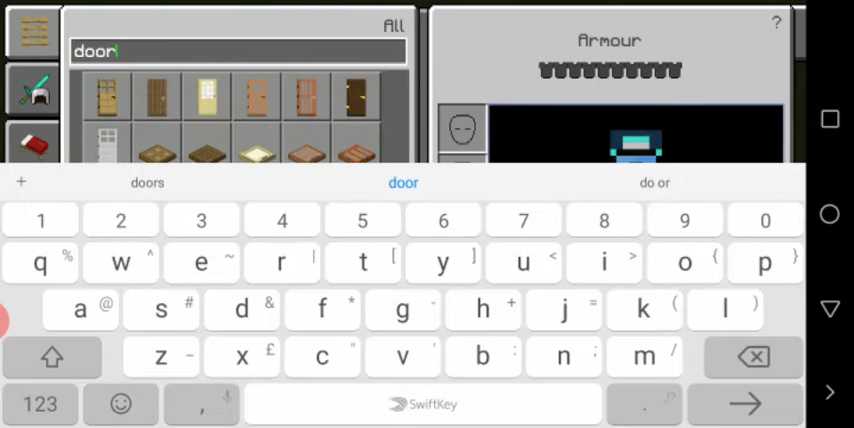 All
door
?
Armour
+ doors door do or
1 2 3 4 5 6 7 8 9 0
q % w ^ e ~ r | t [ y ] u < i > o { p }
a @ s # d & f * g - h + j = k ( l )
z _ x £ c " v ' b : n ; m /
123 , SwiftKey . !?